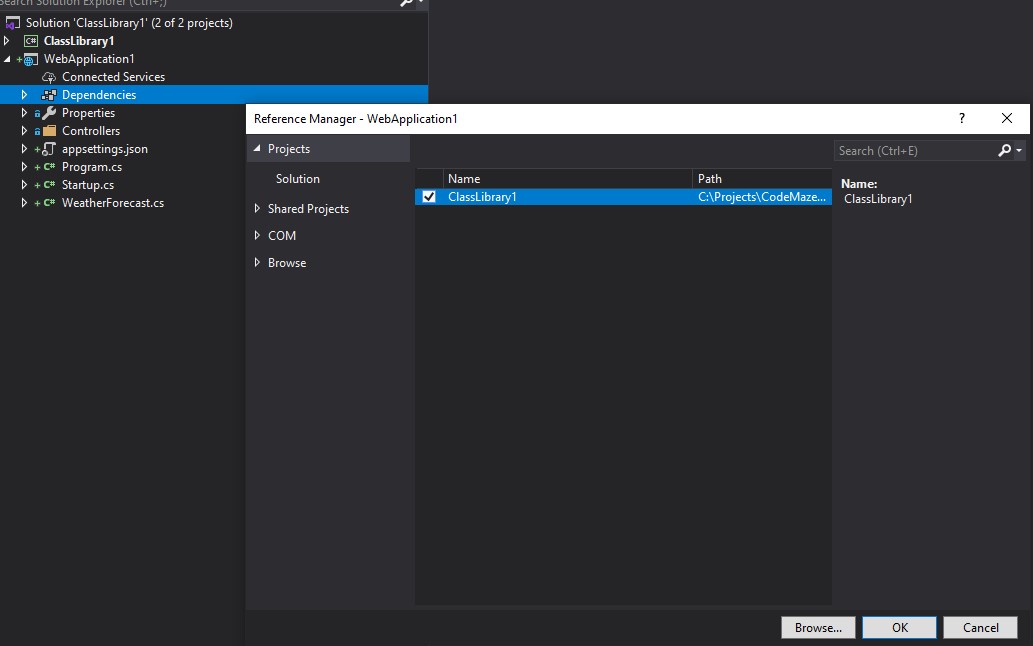 Search Solution Explorer (Ctrl+;)
Solution 'ClassLibrary1' (2 of 2 projects)
C# ClassLibrary1
WebApplication1
Connected Services
Dependencies
Properties
Controllers
appsettings.json
C# Program.cs
C# Startup.cs
C# WeatherForecast.cs
Reference Manager - WebApplication1
?
Projects
Solution
Shared Projects
COM
Browse
Search (Ctrl+E)
Name Path
ClassLibrary1 C:\Projects\CodeMaze...
Name:
ClassLibrary1
Browse... OK Cancel